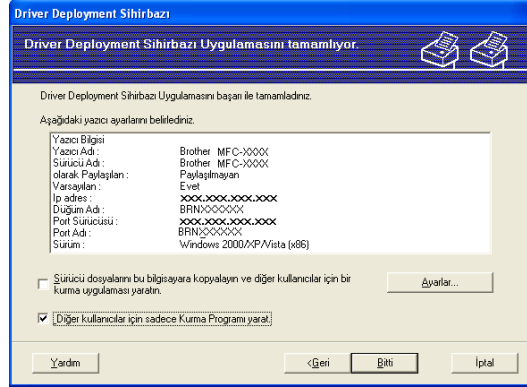 Driver Deployment Sihirbazı
Driver Deployment Sihirbazı Uygulamasını tamamlıyor.
Driver Deployment Sihirbazı Uygulamasını başarı ile tamamladınız.
Aşağıdaki yazıcı ayarlarını belirlediniz.
Yazıcı Bilgisi
Yazıcı Adı : Brother MFC-XXXX
Sürücü Adı : Brother MFC-XXXX
olarak Paylaşılan : Paylaşılmayan
Varsayılan : Evet
Ip adres : xxx.xxx.xxx.xxx
Düğüm Adı : BRNXXXXXX
Port Sürücüsü : xxx.xxx.xxx.xxx
Port Adı : BRNXXXXXX
Sürüm : Windows 2000/XP/Vista (x86)
Sürücü dosyalarını bu bilgisayara kopyalayın ve diğer kullanıcılar için bir
kurma uygulaması yaratın.
Ayarlar...
Diğer kullanıcılar için sadece Kurma Programı yarat.
Yardım
<Geri
Bitti
İptal